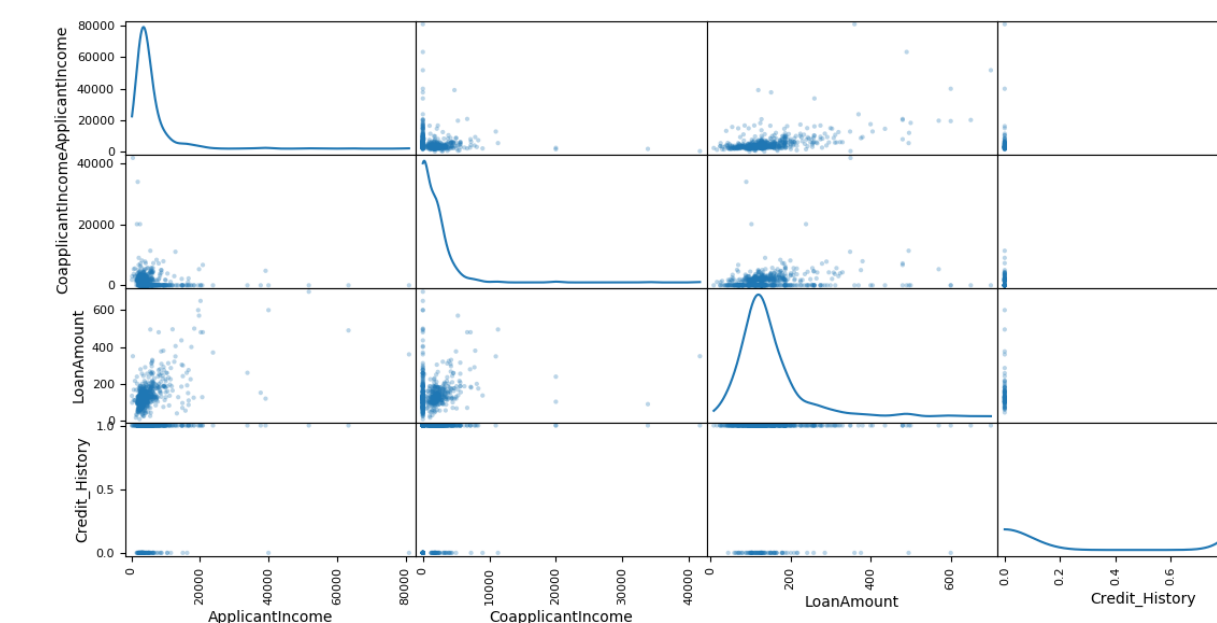 80000
60000
40000
20000
0
ApplicantIncome
40000
20000
0
CoapplicantIncome
600
400
200
0
LoanAmount
1.0
0.5
0.0
Credit_History
0 20000 40000 60000 80000
ApplicantIncome
0 10000 20000 40000
CoapplicantIncome
0 200 400 600
LoanAmount
0.0 0.2 0.4 0.6
Credit_History